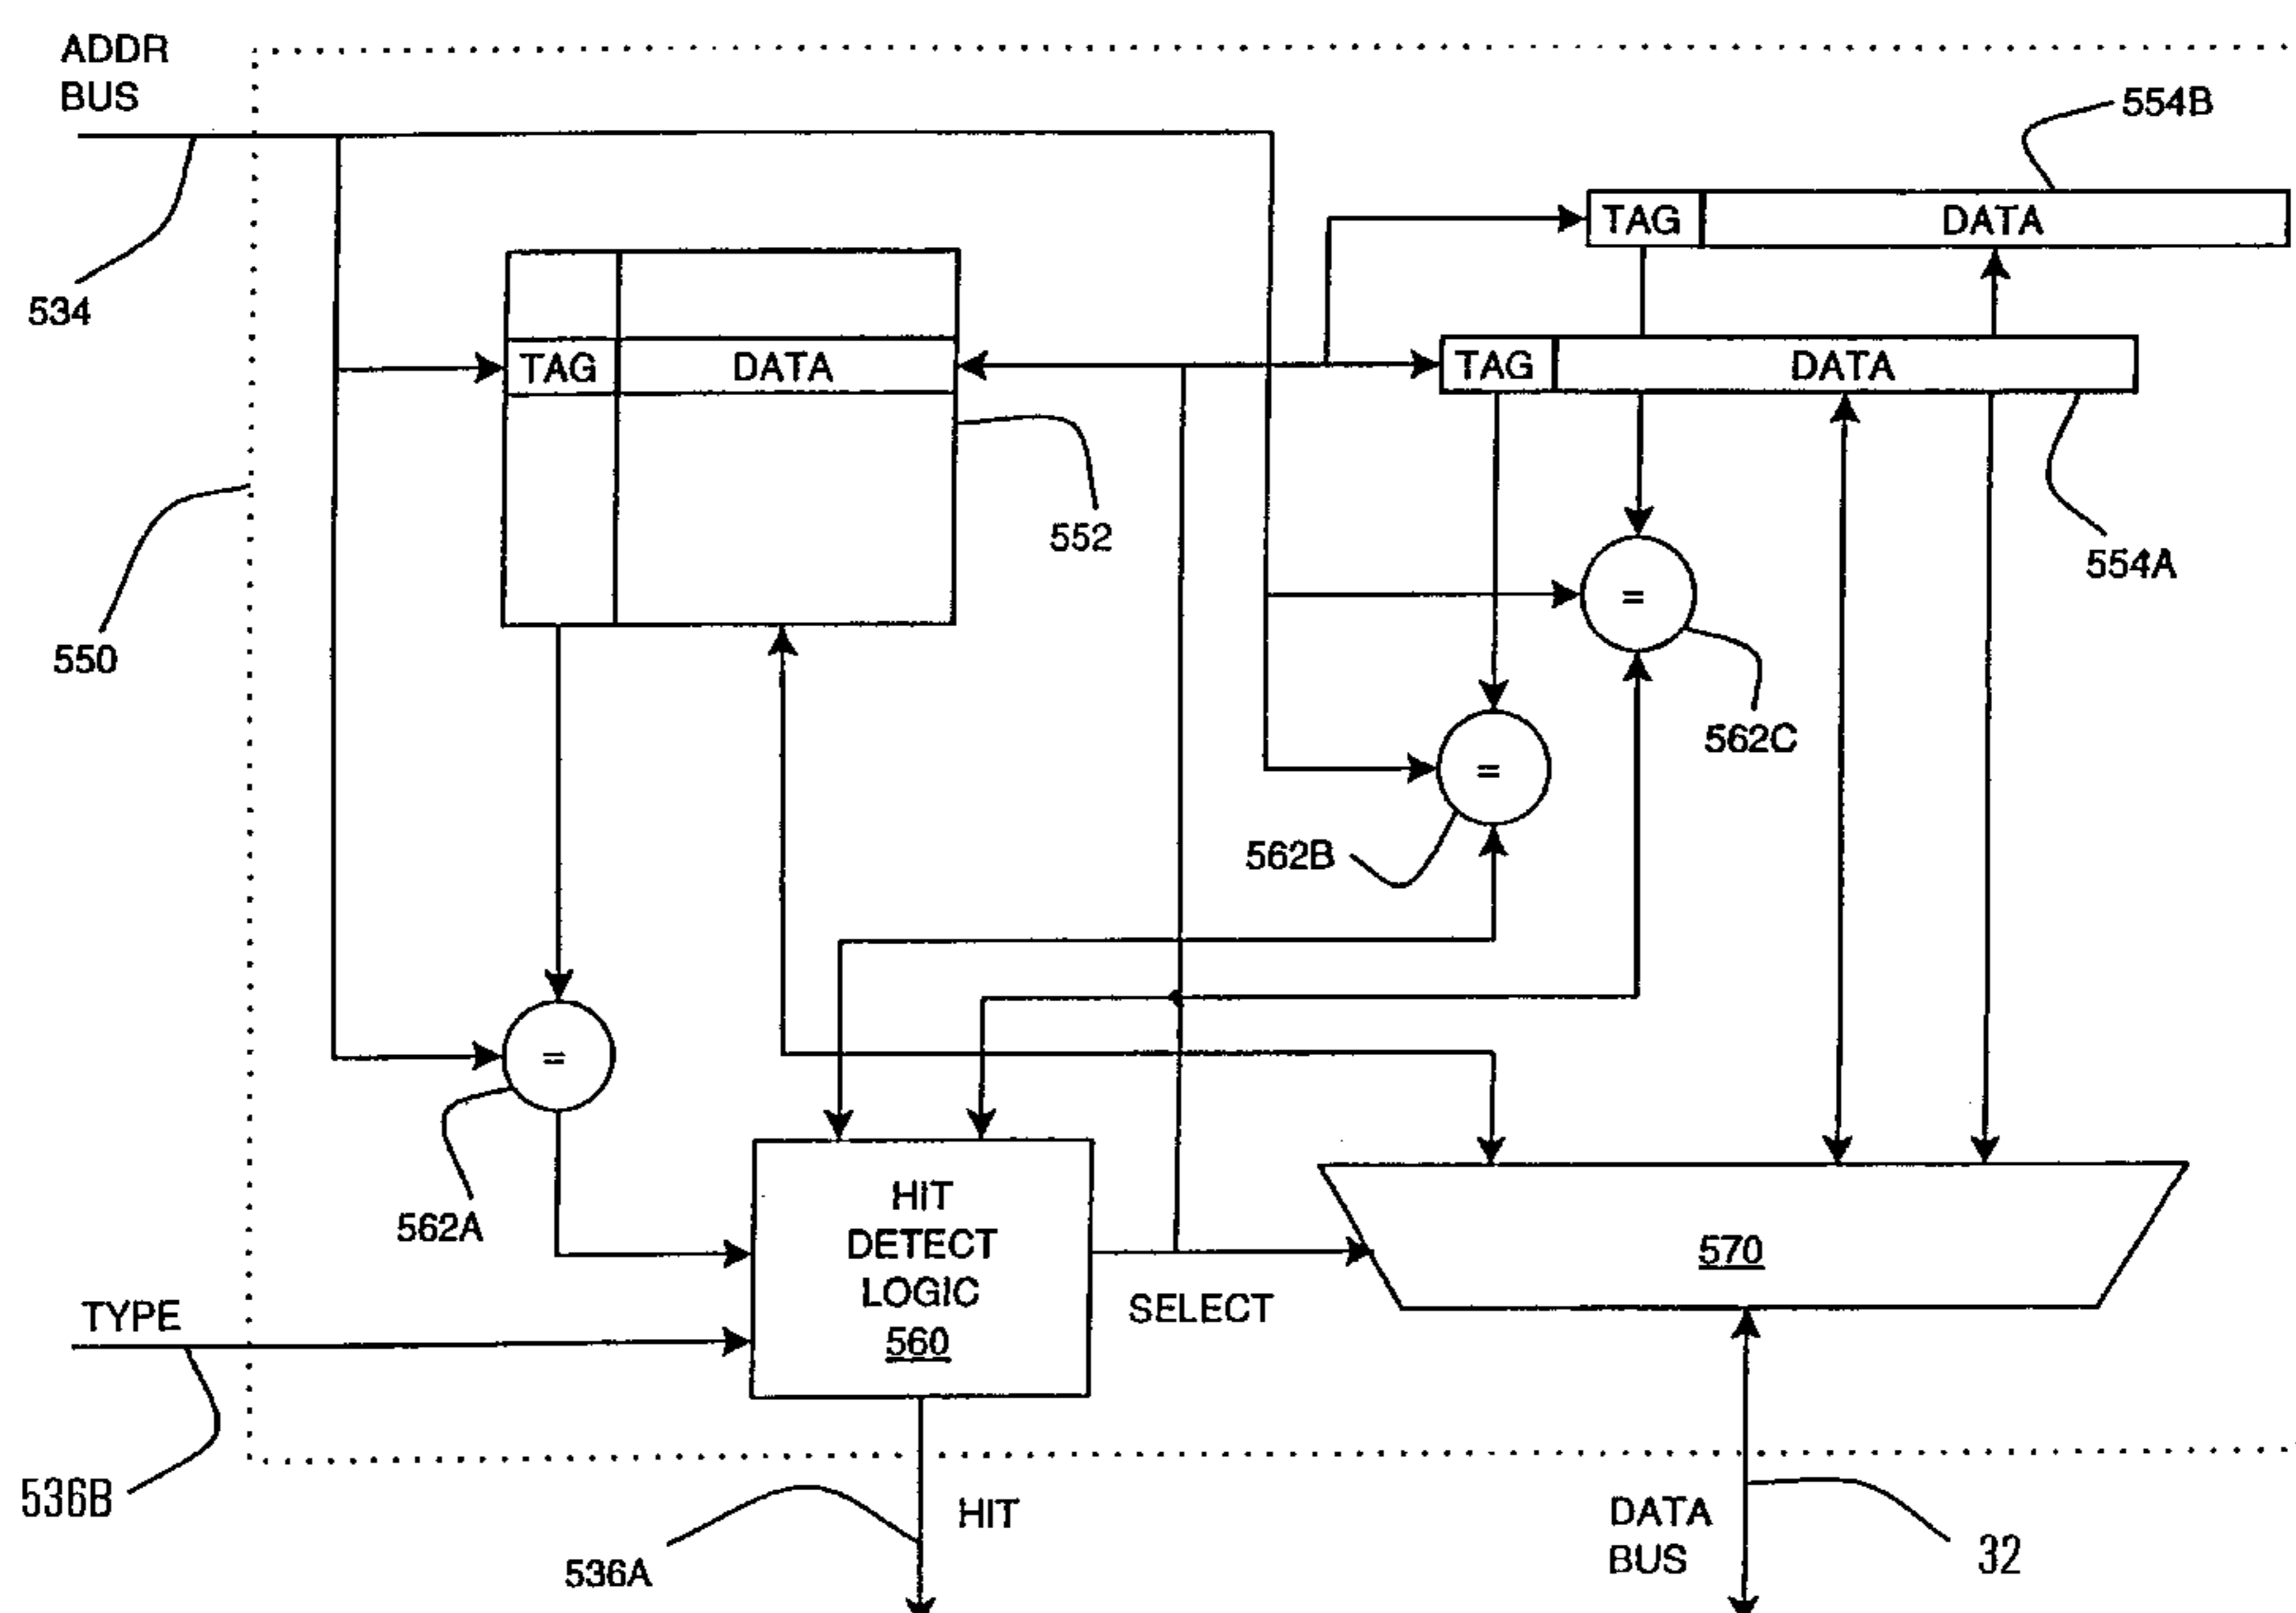 ADDR
BUS
554B
TAG DATA
534
TAG DATA
TAG DATA
552
554A
=
550
562C
=
562B
=
HIT
DETECT
LOGIC
560
562A
570
SELECT
TYPE
536B
HIT
536A
DATA
BUS
32